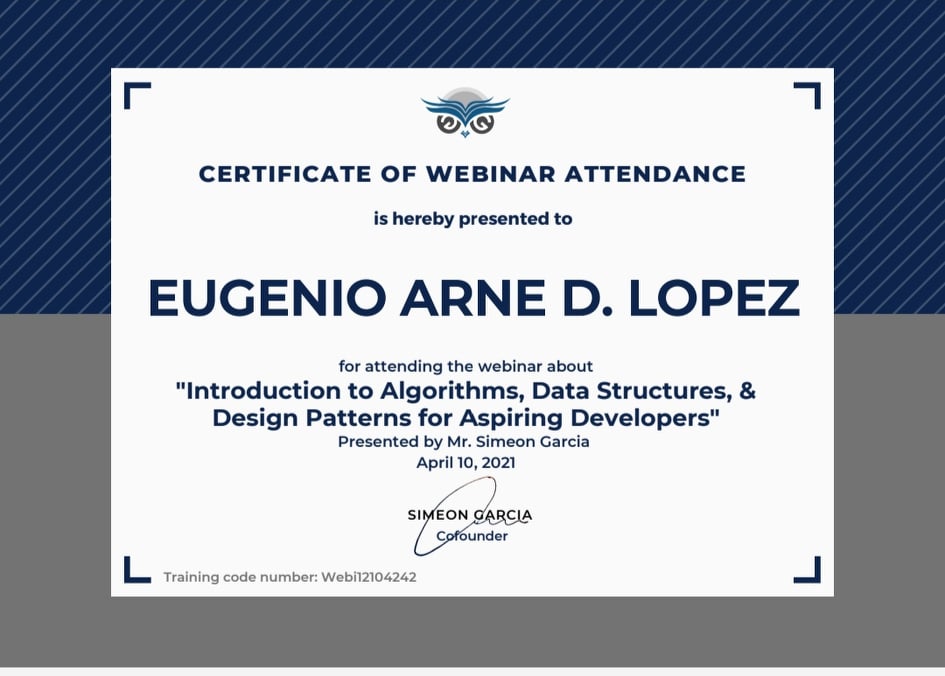 CERTIFICATE OF WEBINAR ATTENDANCE
is hereby presented to
EUGENIO ARNE D. LOPEZ
for attending the webinar about
"Introduction to Algorithms, Data Structures, &
Design Patterns for Aspiring Developers"
Presented by Mr. Simeon Garcia
April 10, 2021
SIMEON GARCIA
Cofounder
Training code number: Webi12104242